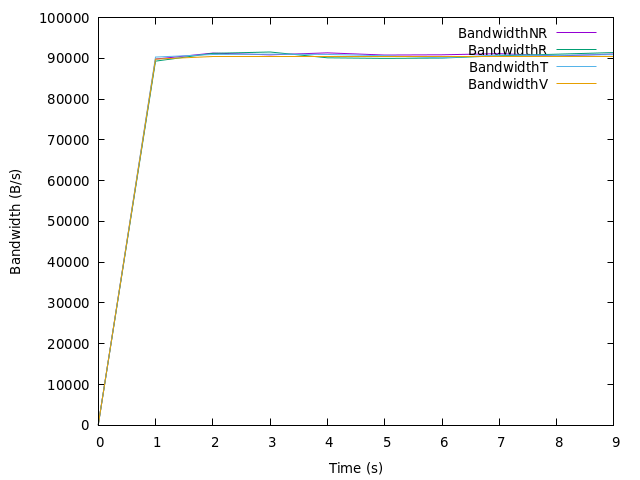 100000
90000
80000
70000
60000
50000
40000
30000
20000
10000
0
Bandwidth (B/s)
BandwidthNR
BandwidthR
BandwidthT
BandwidthV
0 1 2 3 4 5 6 7 8 9
Time (s)